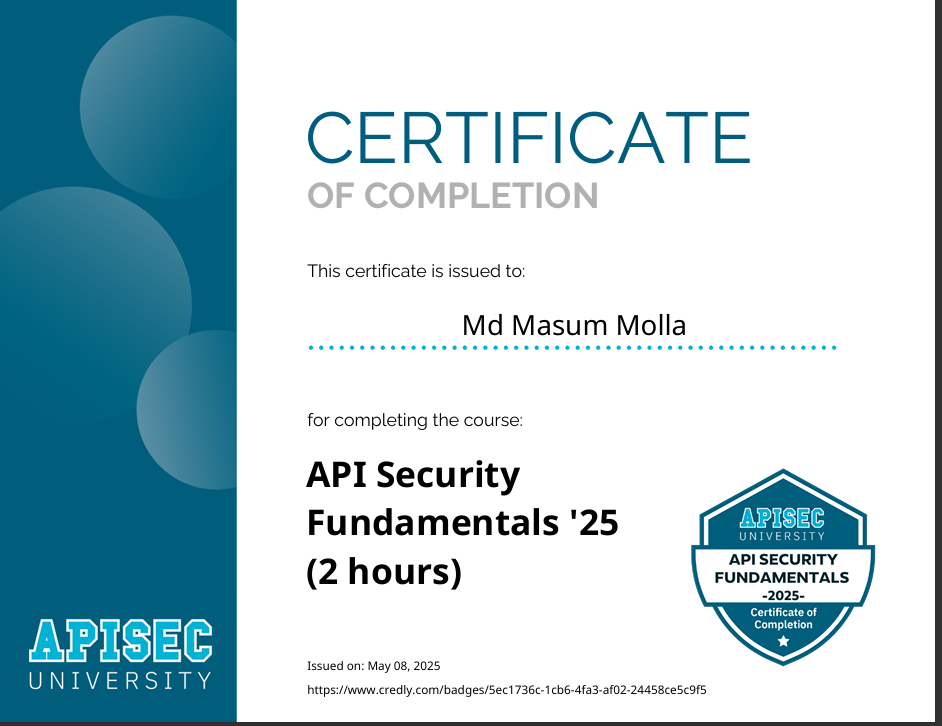 CERTIFICATE
OF COMPLETION
This certificate is issued to:
Md Masum Molla
for completing the course:
API Security
Fundamentals '25
(2 hours)
APISEC
UNIVERSITY
API SECURITY
FUNDAMENTALS
-2025-
Certificate of
Completion
APISEC
UNIVERSITY
Issued on: May 08, 2025
https://www.credly.com/badges/5ec1736c-1cb6-4fa3-af02-24458ce5c9f5